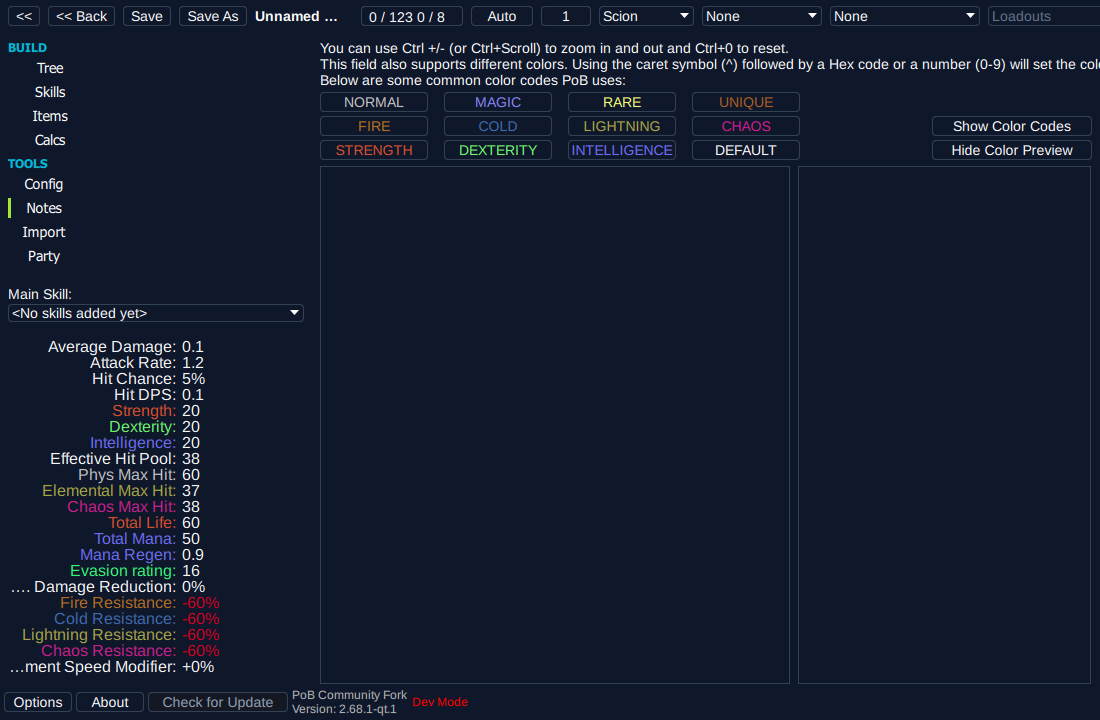 << << Back Save Save As Unnamed ... 0 / 123 0 / 8 Auto 1 Scion None None Loadouts
BUILD
Tree
Skills
Items
Calcs
TOOLS
Config
Notes
Import
Party
Main Skill:
<No skills added yet>
Average Damage: 0.1
Attack Rate: 1.2
Hit Chance: 5%
Hit DPS: 0.1
Strength: 20
Dexterity: 20
Intelligence: 20
Effective Hit Pool: 38
Phys Max Hit: 60
Elemental Max Hit: 37
Chaos Max Hit: 38
Total Life: 60
Total Mana: 50
Mana Regen: 0.9
Evasion rating: 16
.... Damage Reduction: 0%
Fire Resistance: -60%
Cold Resistance: -60%
Lightning Resistance: -60%
Chaos Resistance: -60%
...ment Speed Modifier: +0%
You can use Ctrl +/- (or Ctrl+Scroll) to zoom in and out and Ctrl+0 to reset.
This field also supports different colors. Using the caret symbol (^) followed by a Hex code or a number (0-9) will set the col
Below are some common color codes PoB uses:
NORMAL MAGIC RARE UNIQUE
FIRE COLD LIGHTNING CHAOS Show Color Codes
STRENGTH DEXTERITY INTELLIGENCE DEFAULT Hide Color Preview
Options About Check for Update PoB Community Fork
Version: 2.68.1-qt.1 Dev Mode